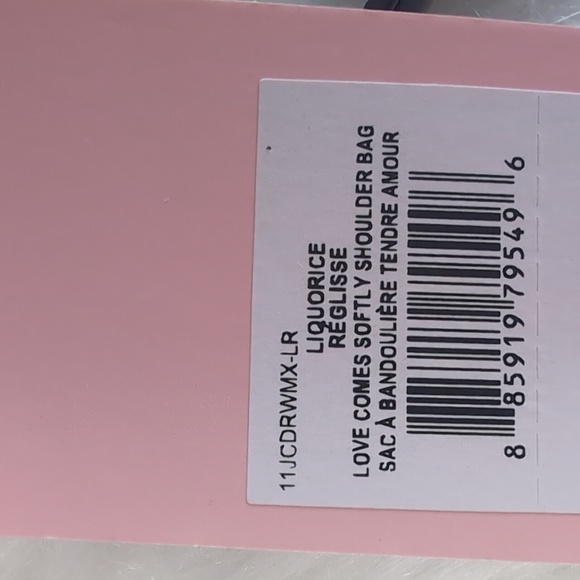 11JCDRWMX-LR
LIQUORICE
RÉGLISSE
LOVE COMES SOFTLY SHOULDER BAG
SAC À BANDOULIÈRE TENDRE AMOUR
8 85919 79549 6